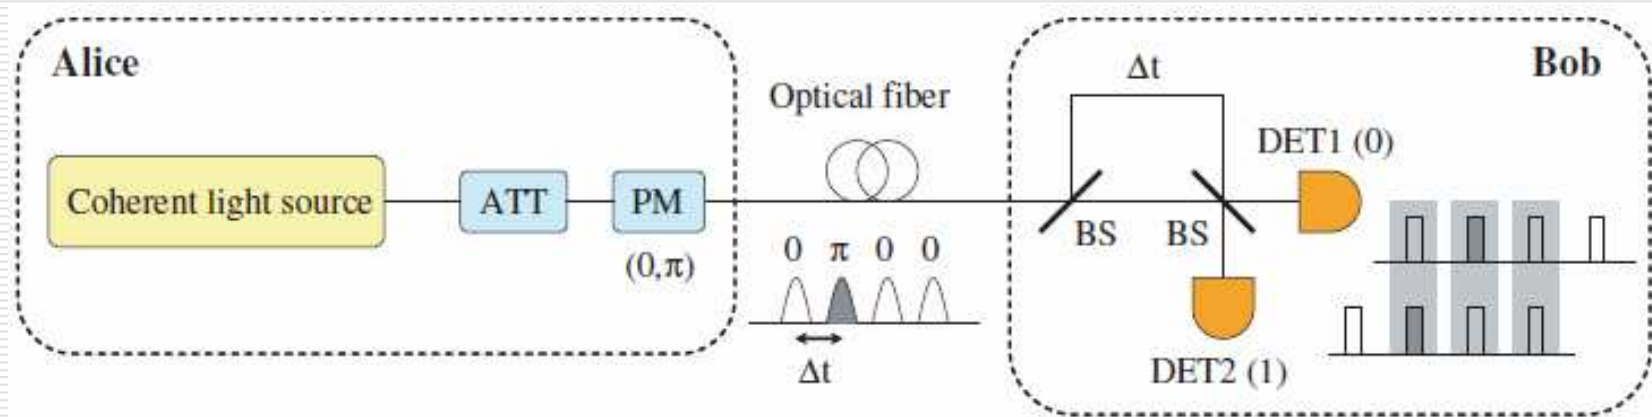 Alice
Coherent light source
ATT
PM
(0,π)
Optical fiber
0 π 0 0
Δt
Bob
Δt
DET1 (0)
BS
BS
DET2 (1)